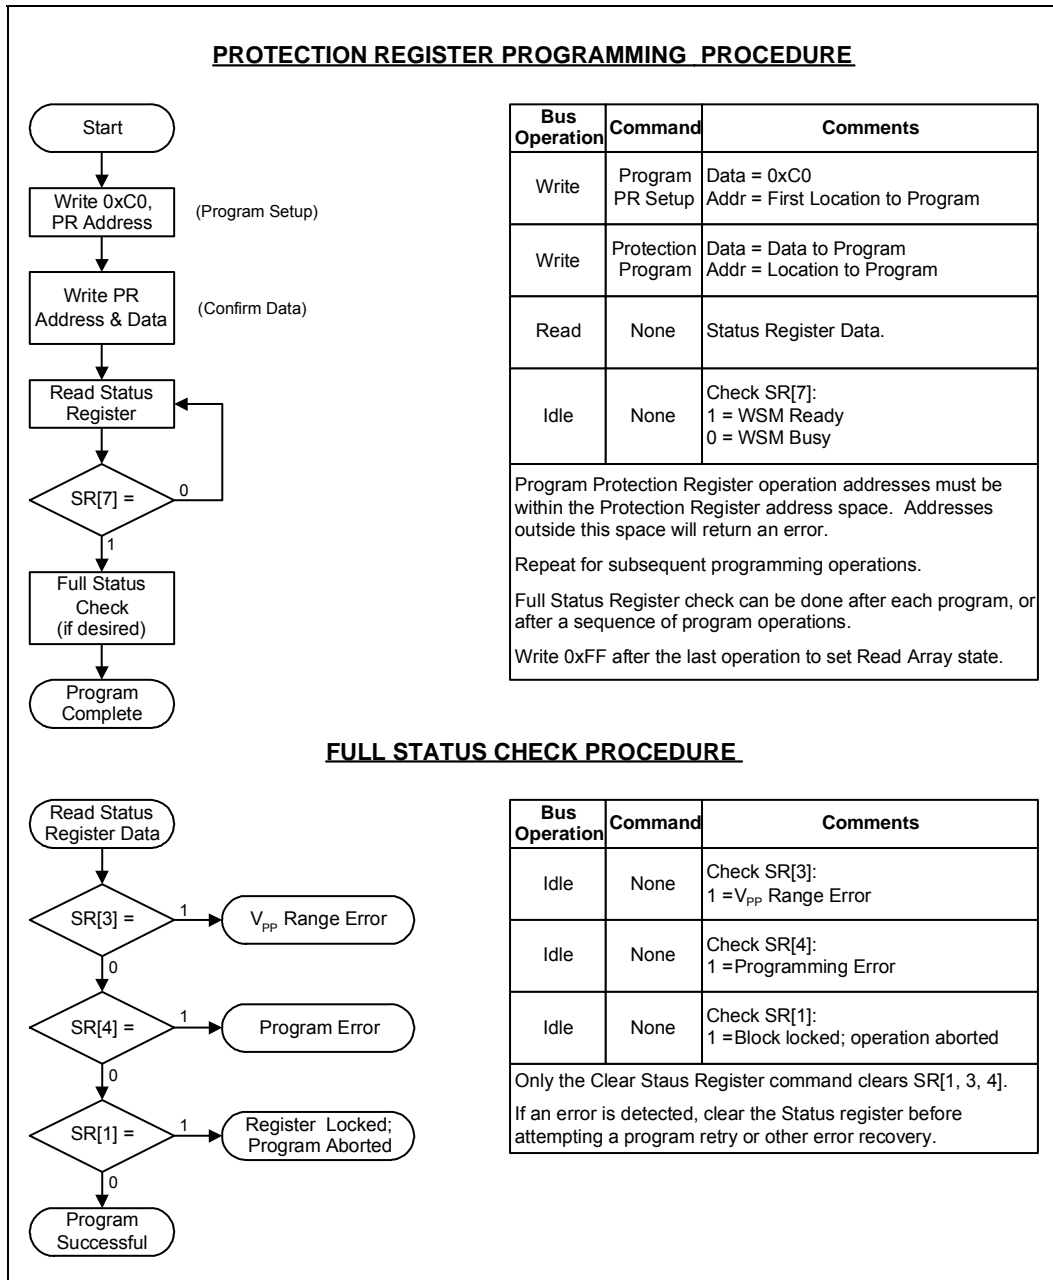 PROTECTION REGISTER PROGRAMMING PROCEDURE
Start
Write 0xC0,
PR Address
(Program Setup)
Write PR
Address & Data
(Confirm Data)
Read Status
Register
SR[7] =
0
1
Full Status
Check
(if desired)
Program
Complete
Bus
Operation
Command
Comments
Write
Program
PR Setup
Data = 0xC0
Addr = First Location to Program
Write
Protection
Program
Data = Data to Program
Addr = Location to Program
Read
None
Status Register Data.
Idle
None
Check SR[7]:
1 = WSM Ready
0 = WSM Busy
Program Protection Register operation addresses must be
within the Protection Register address space. Addresses
outside this space will return an error.
Repeat for subsequent programming operations.
Full Status Register check can be done after each program, or
after a sequence of program operations.
Write 0xFF after the last operation to set Read Array state.
FULL STATUS CHECK PROCEDURE
Read Status
Register Data
SR[3] =
1
VPP Range Error
0
SR[4] =
1
Program Error
0
SR[1] =
1
Register Locked;
Program Aborted
0
Program
Successful
Bus
Operation
Command
Comments
Idle
None
Check SR[3]:
1 =VPP Range Error
Idle
None
Check SR[4]:
1 =Programming Error
Idle
None
Check SR[1]:
1 =Block locked; operation aborted
Only the Clear Staus Register command clears SR[1, 3, 4].
If an error is detected, clear the Status register before
attempting a program retry or other error recovery.